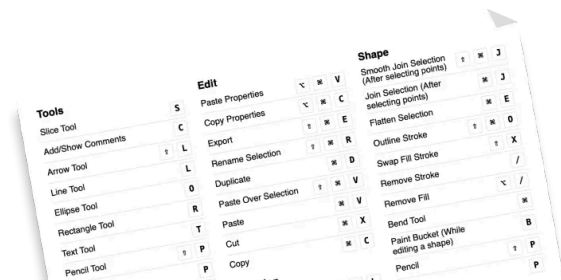 Tools
Slice Tool S
Add/Show Comments C
Arrow Tool ⇧ L
Line Tool L
Ellipse Tool O
Rectangle Tool R
Text Tool T
Pencil Tool ⇧ P
P
Edit
Paste Properties ⌥ ⌘ V
Copy Properties ⌥ ⌘ C
Export ⇧ ⌘ E
Rename Selection ⇧ ⌘ R
Duplicate ⌘ D
Paste Over Selection ⇧ ⌘ V
Paste ⌘ V
Cut ⌘ X
Copy ⌘ C
Shape
Smooth Join Selection ⇧ ⌘ J
(After selecting points)
Join Selection (After ⌘ J
selecting points)
Flatten Selection ⌘ E
Outline Stroke ⇧ ⌘ O
Swap Fill Stroke ⇧ X
Remove Stroke /
Remove Fill ⌥ /
Bend Tool ⌘
Paint Bucket (While B
editing a shape)
Pencil ⇧ P
P